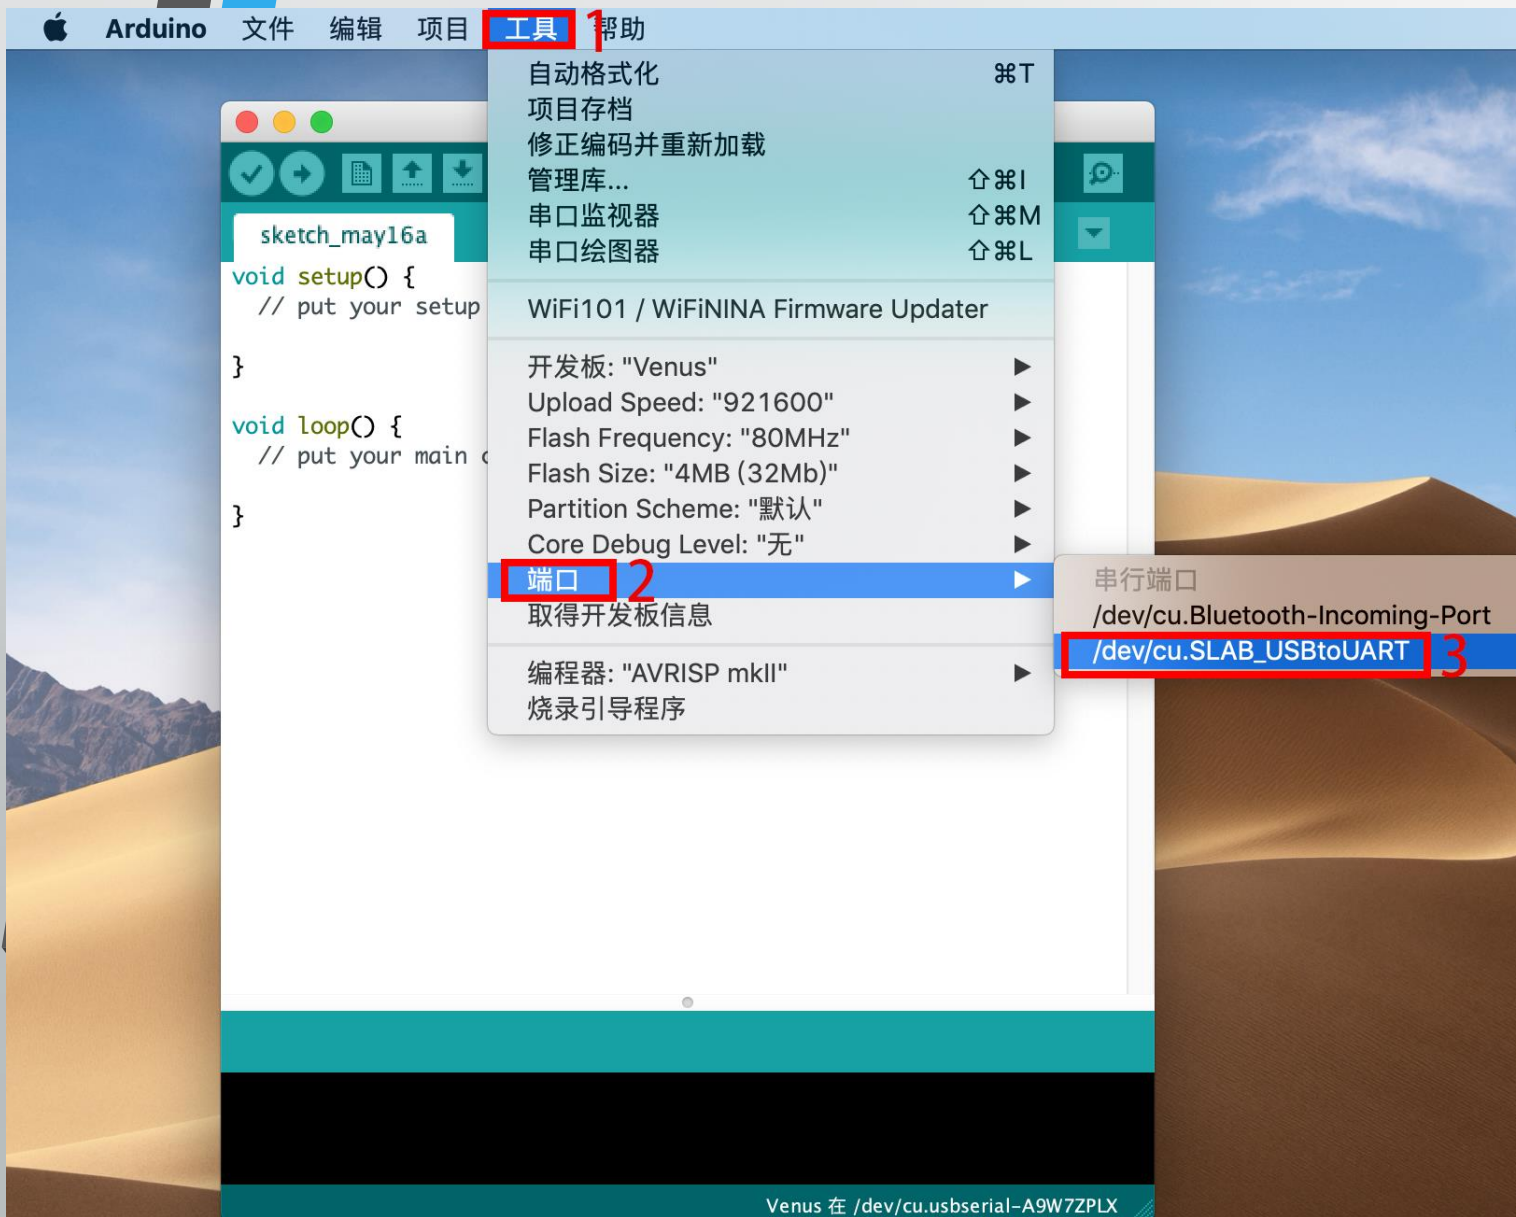 Arduino 文件 编辑 项目 工具 1 帮助
自动格式化 ⌘T
项目存档
修正编码并重新加载
管理库... ⇧⌘I
串口监视器 ⇧⌘M
串口绘图器 ⇧⌘L
WiFi101 / WiFiNINA Firmware Updater
开发板: "Venus"
Upload Speed: "921600"
Flash Frequency: "80MHz"
Flash Size: "4MB (32Mb)"
Partition Scheme: "默认"
Core Debug Level: "无"
端口 2
取得开发板信息
编程器: "AVRISP mkII"
烧录引导程序
串行端口
/dev/cu.Bluetooth-Incoming-Port
/dev/cu.SLAB_USBtoUART 3
sketch_may16a
void setup() {
// put your setup
}
void loop() {
// put your main
}
Venus 在 /dev/cu.usbserial-A9W7ZPLX